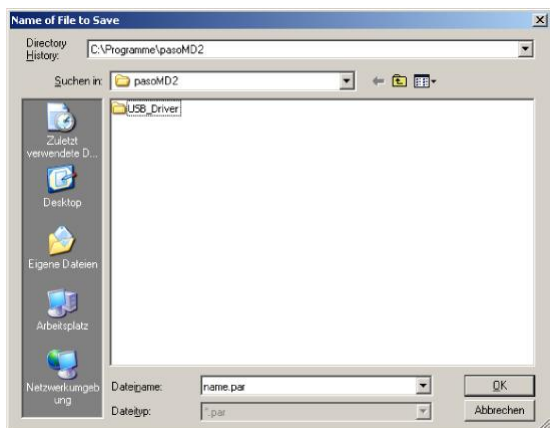 Name of File to Save
Directory
History:
C:\Programme\pasoMD2
Suchen in:
pasoMD2
USB_Driver
Zuletzt
verwendete D...
Desktop
Eigene Dateien
Arbeitsplatz
Netzwerkumgeb
ung
Dateiname:
name.par
OK
Dateityp:
*.par
Abbrechen